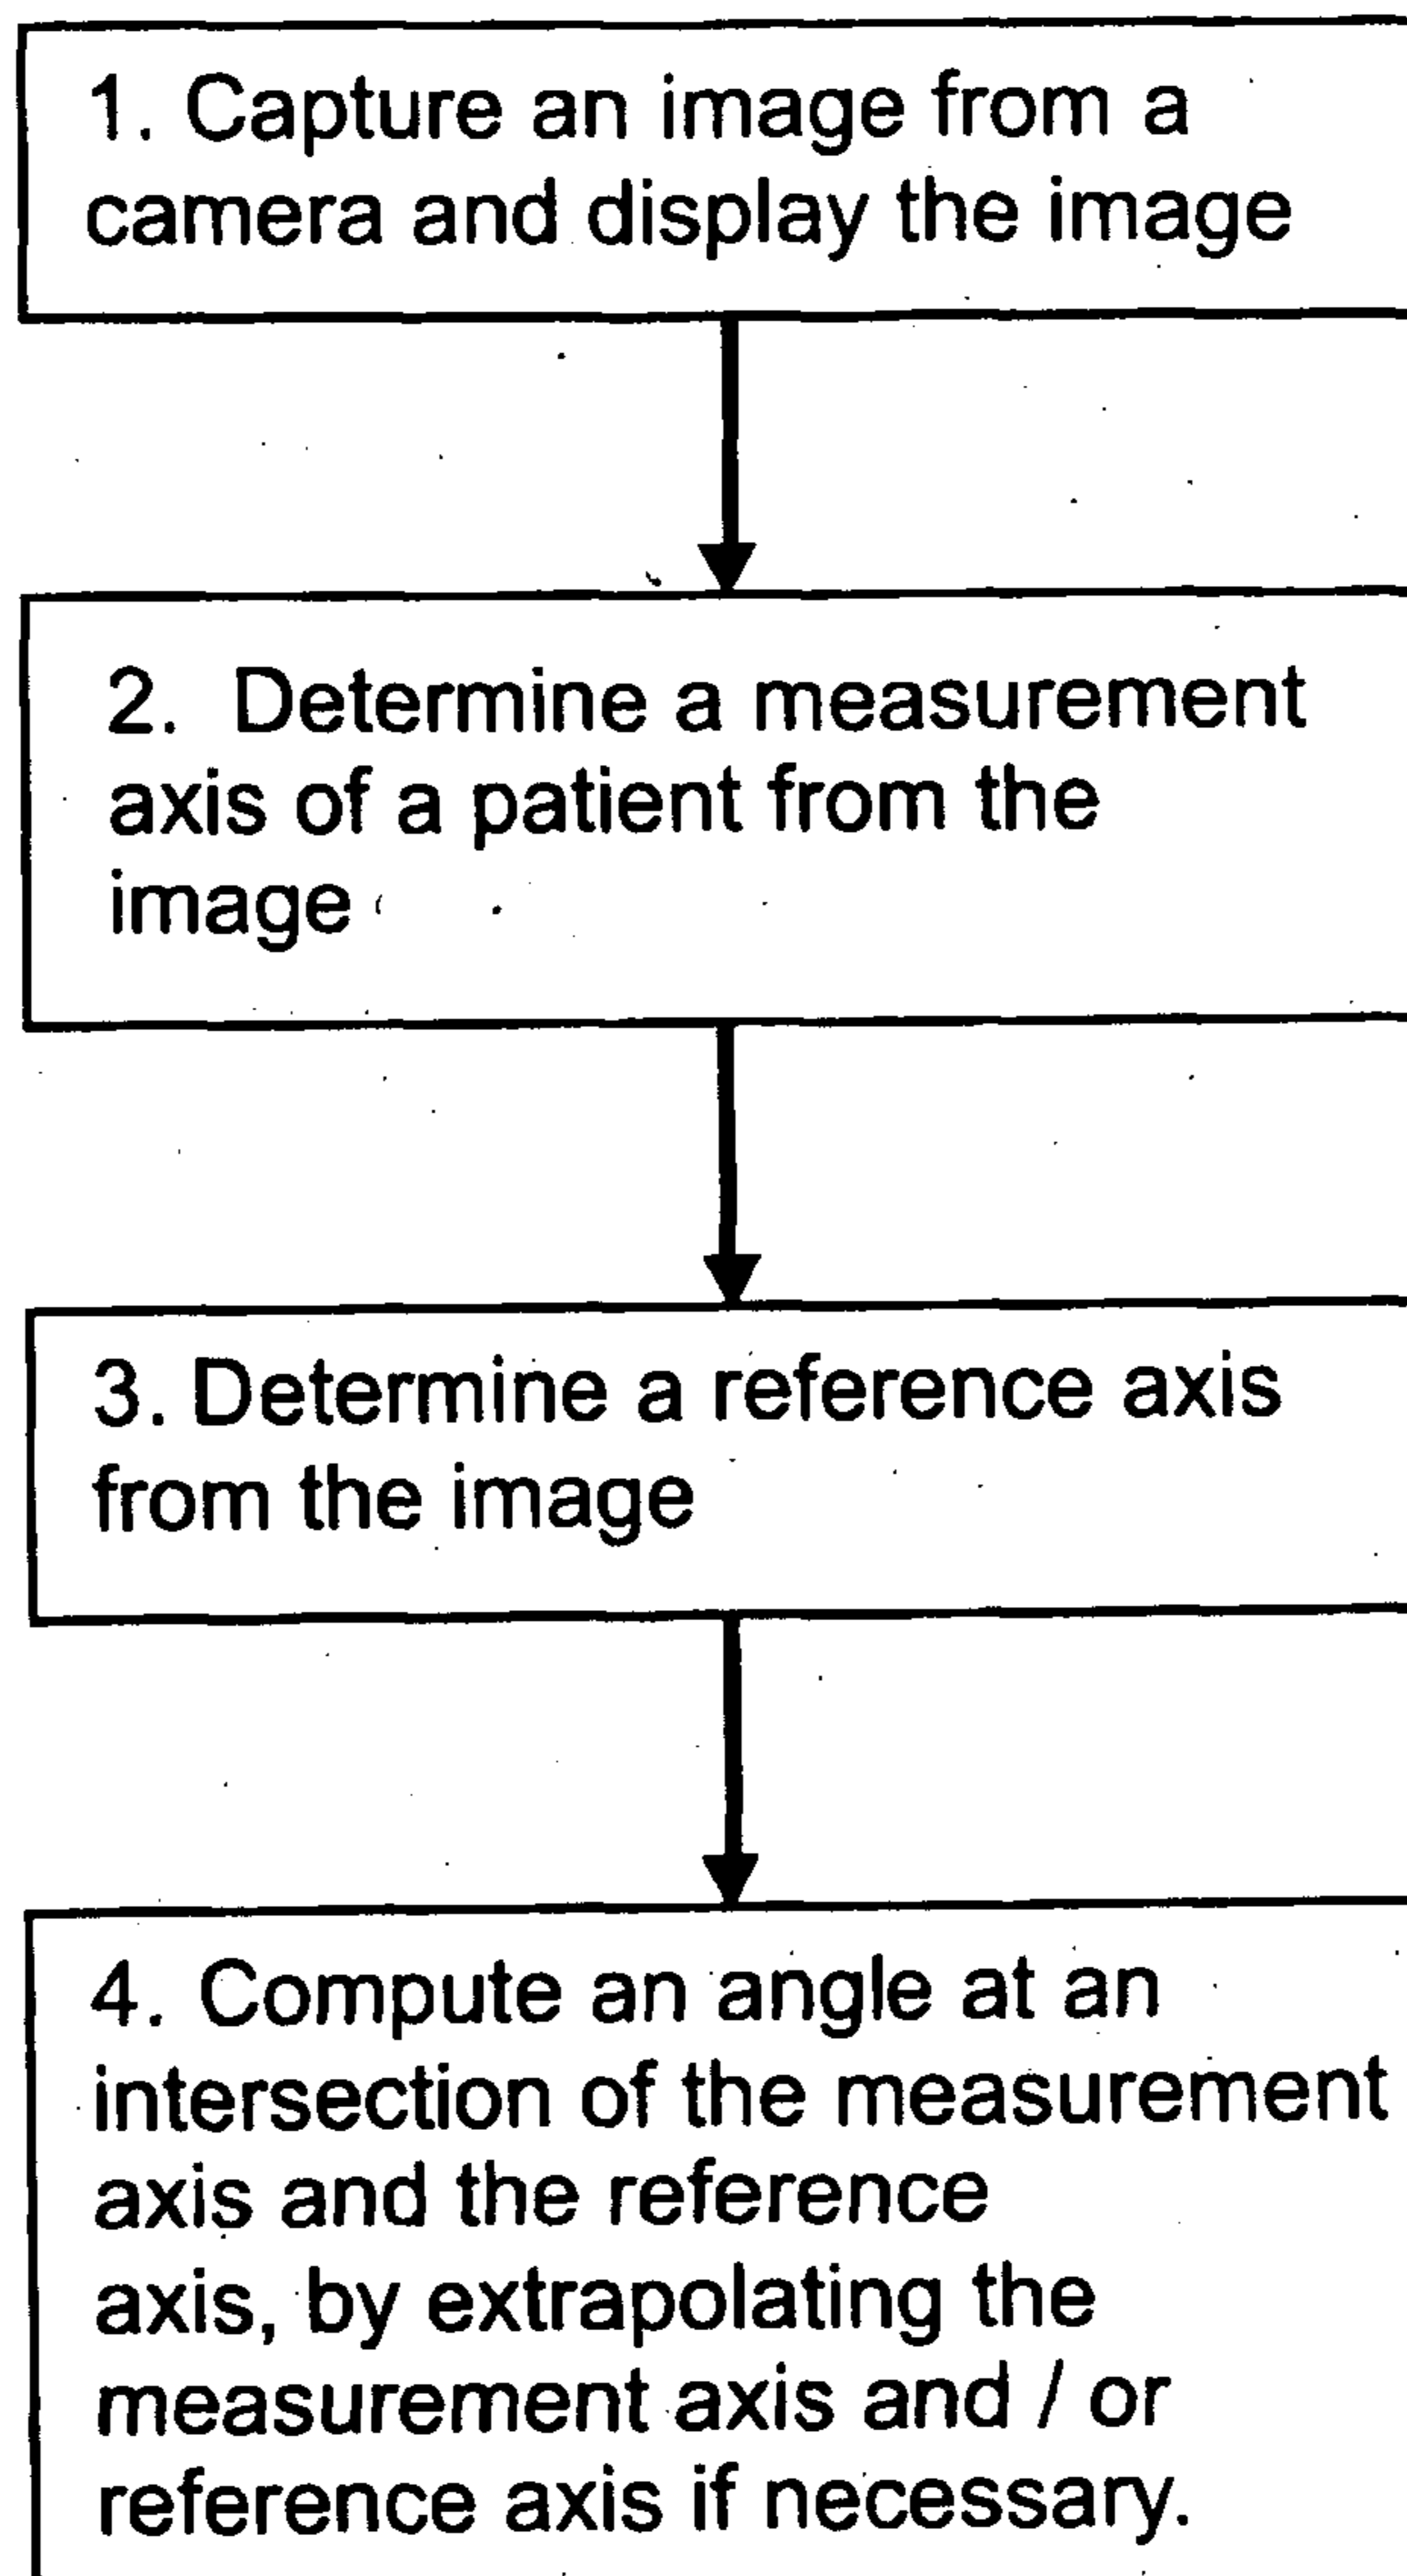 1. Capture an image from a
camera and display the image
2. Determine a measurement
axis of a patient from the
image
3. Determine a reference axis
from the image
4. Compute an angle at an
intersection of the measurement
axis and the reference
axis, by extrapolating the
measurement axis and / or
reference axis if necessary.